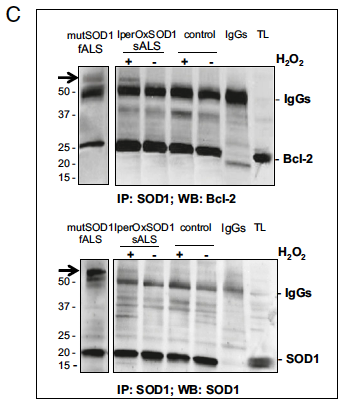 C
mutSOD1 IperOxSOD1 control IgGs TL
fALS sALS
+ - + - H2O2
50 -
- IgGs
37 -
25 -
- Bcl-2
20 -
15 -
IP: SOD1; WB: Bcl-2
mutSOD1 IperOxSOD1 control IgGs TL
fALS sALS
+ - + - H2O2
50 -
- IgGs
37 -
25 -
20 -
- SOD1
15 -
IP: SOD1; WB: SOD1